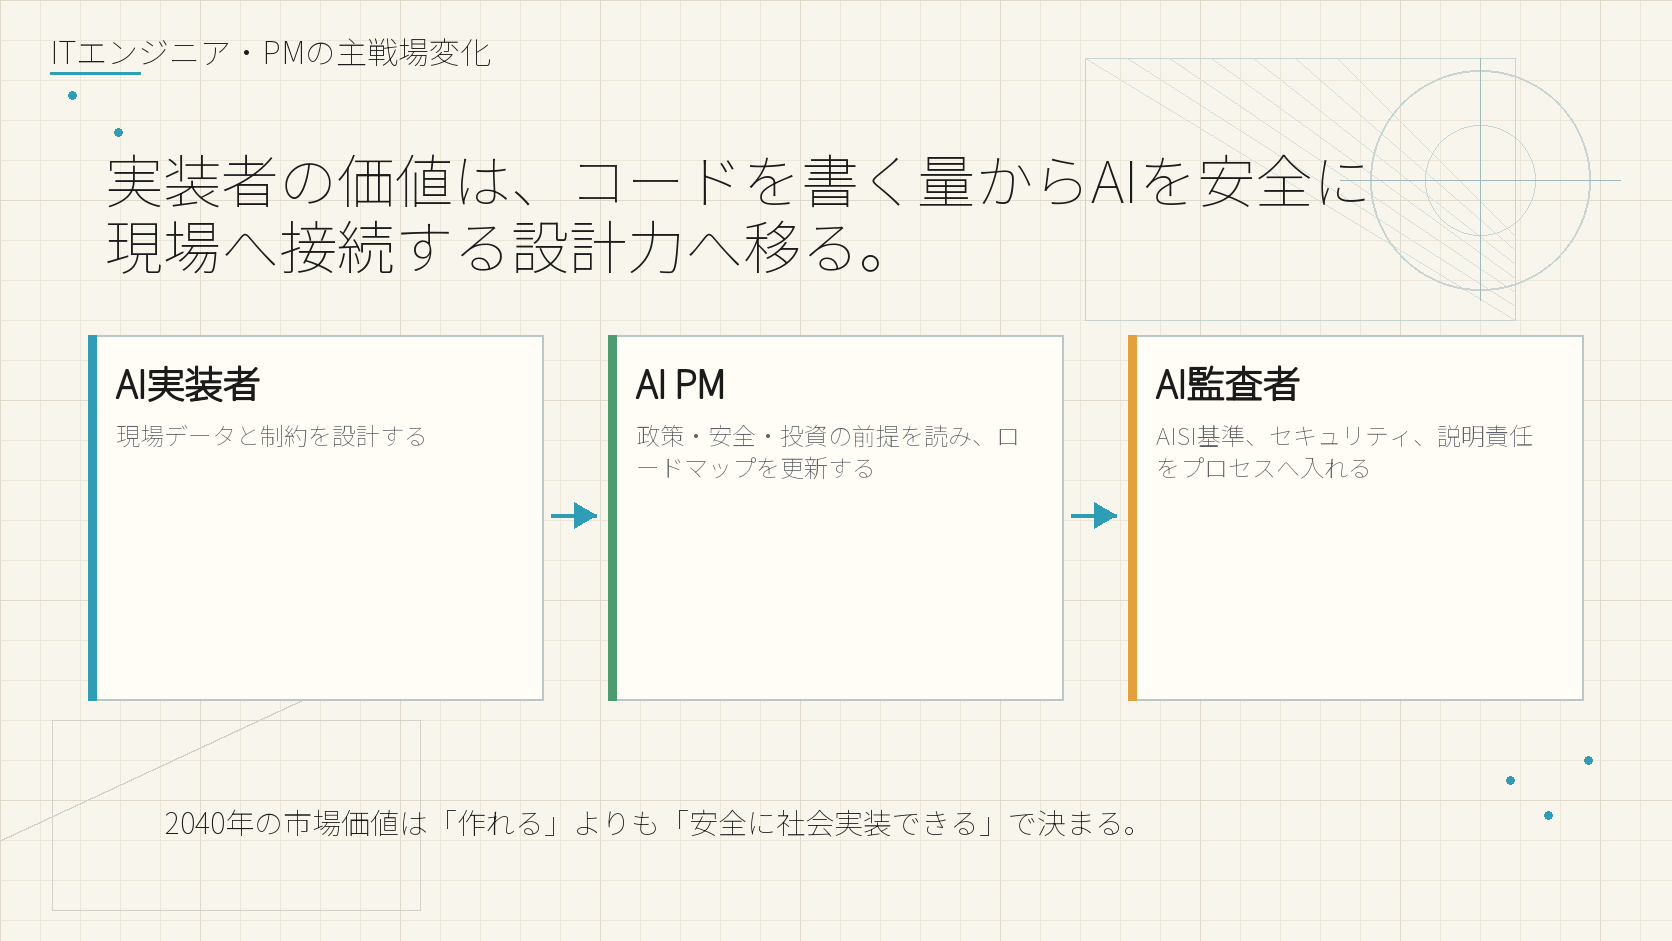 ITエンジニア・PMの主戦場変化
実装者の価値は、コードを書く量からAIを安全に
現場へ接続する設計力へ移る。
AI実装者
現場データと制約を設計する
AI PM
政策・安全・投資の前提を読み、ロ
ードマップを更新する
AI監査者
AISI基準、セキュリティ、説明責任
をプロセスへ入れる
2040年の市場価値は「作れる」よりも「安全に社会実装できる」で決まる。